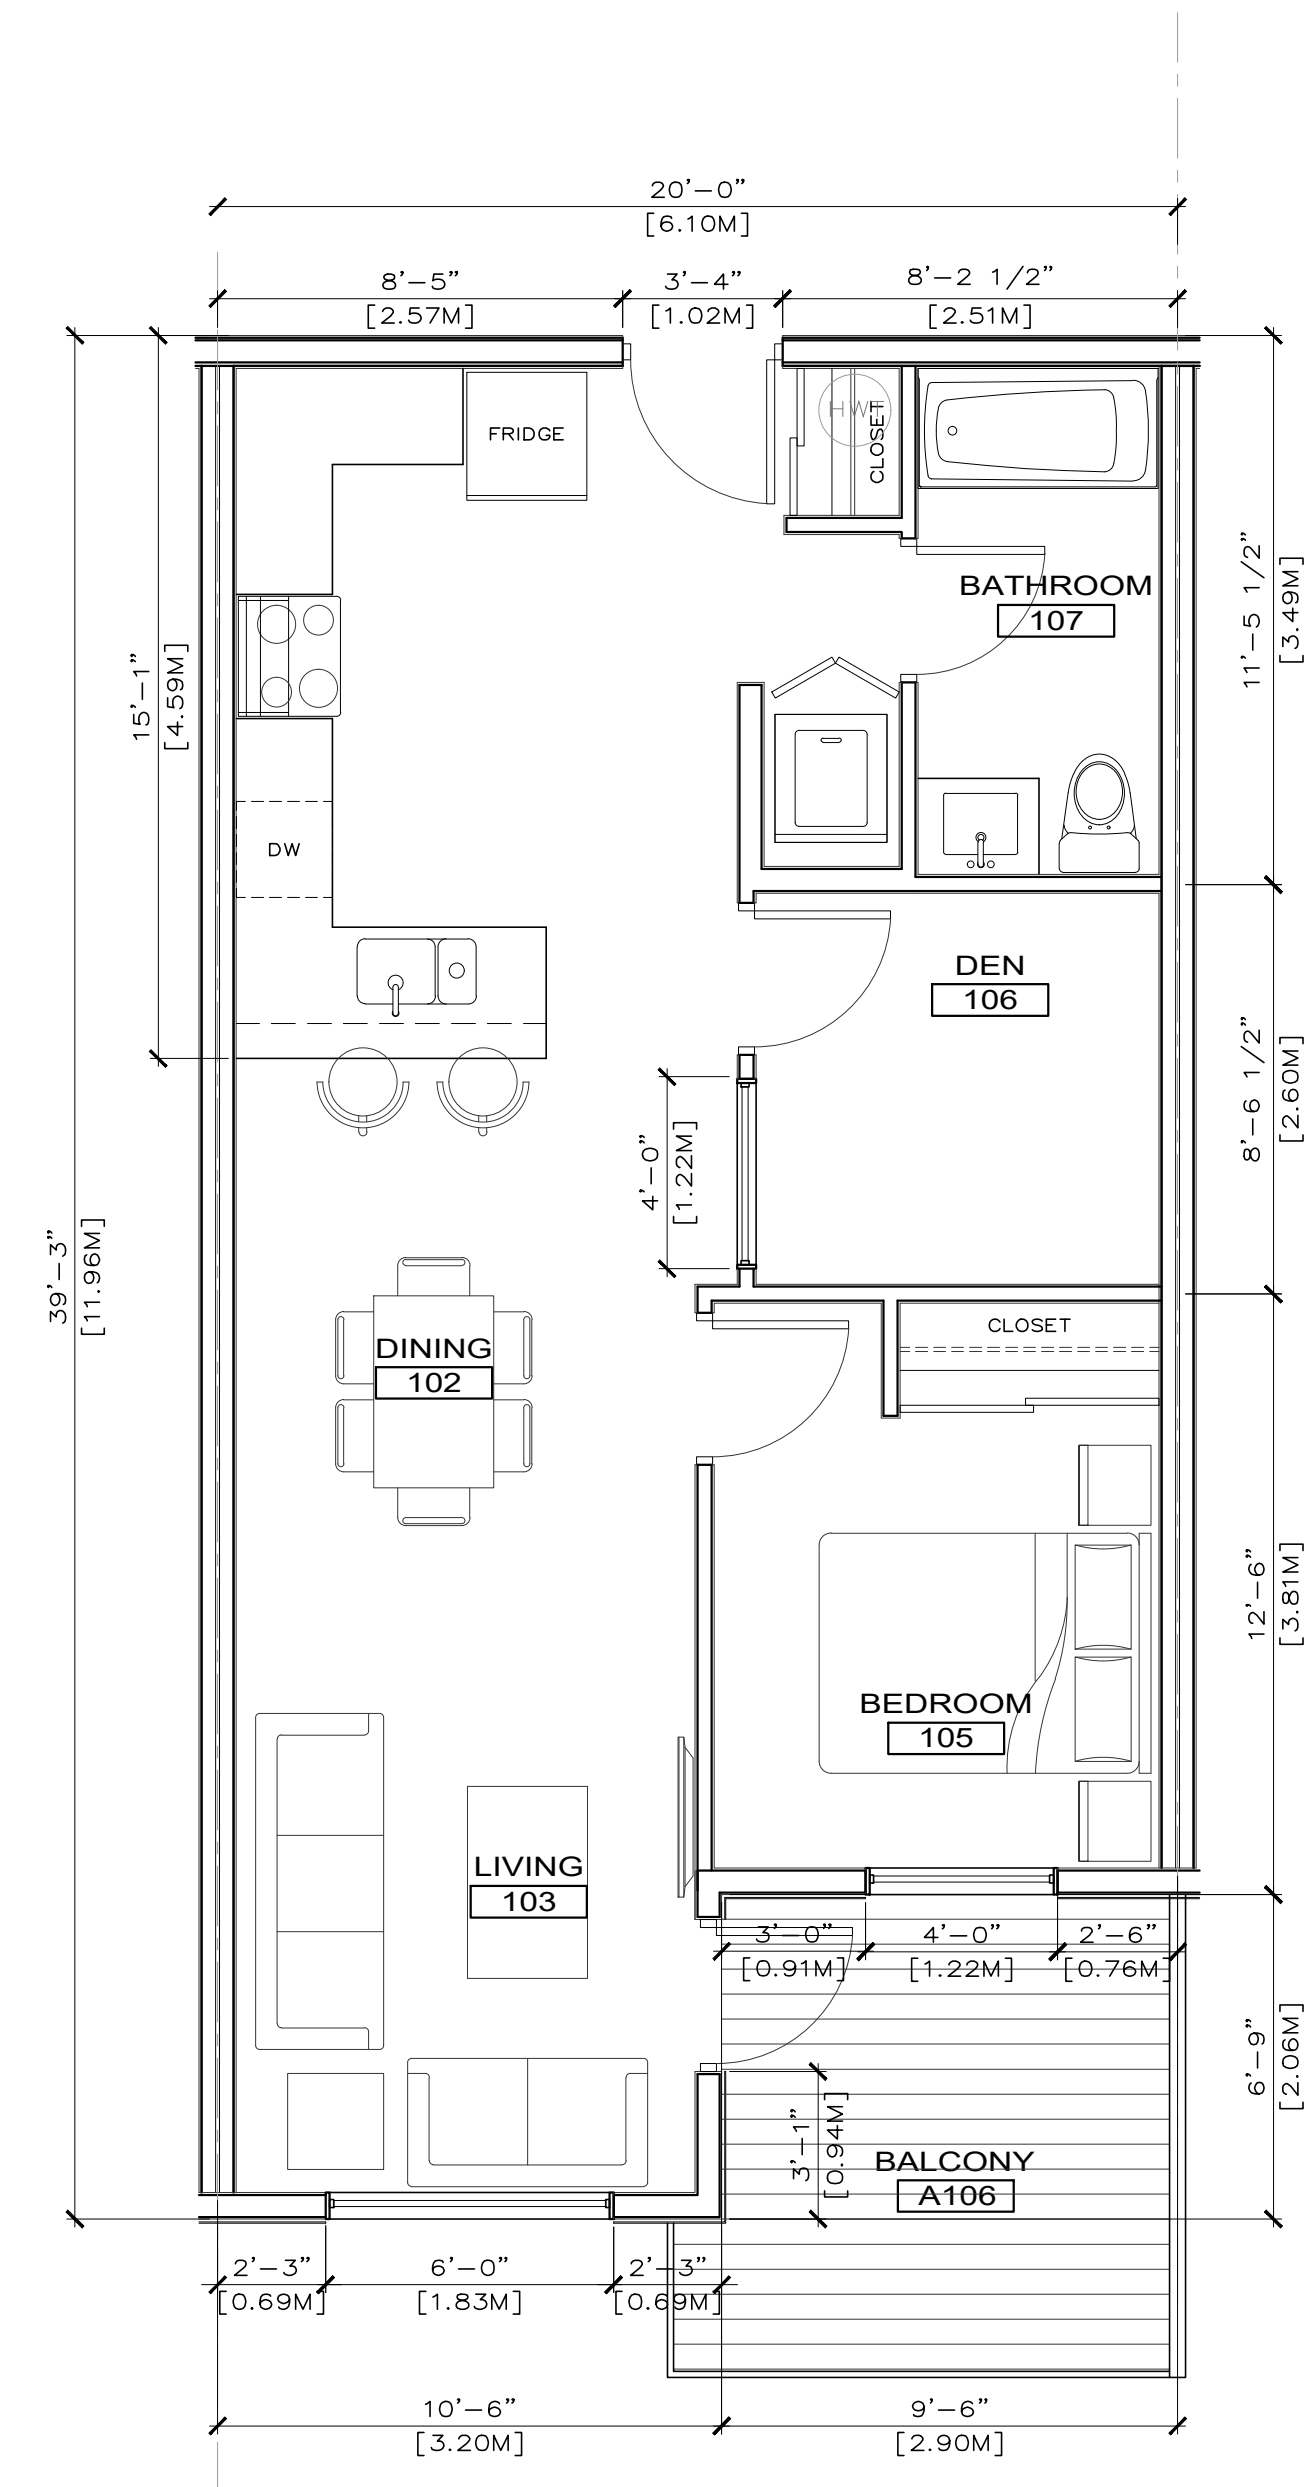 20'-0"
[6.10M]
8'-5"
[2.57M]
3'-4"
[1.02M]
8'-2 1/2"
[2.51M]
FRIDGE
HWT
CLOSET
BATHROOM
107
11'-5 1/2"
[3.49M]
15'-1"
[4.59M]
DW
DEN
106
8'-6 1/2"
[2.60M]
4'-0"
[1.22M]
39'-3"
[11.96M]
CLOSET
DINING
102
12'-6"
[3.81M]
BEDROOM
105
LIVING
103
3'-0"
[0.91M]
4'-0"
[1.22M]
2'-6"
[0.76M]
6'-9"
[2.06M]
3'-1"
[0.94M]
BALCONY
A106
2'-3"
[0.69M]
6'-0"
[1.83M]
2'-3"
[0.69M]
10'-6"
[3.20M]
9'-6"
[2.90M]